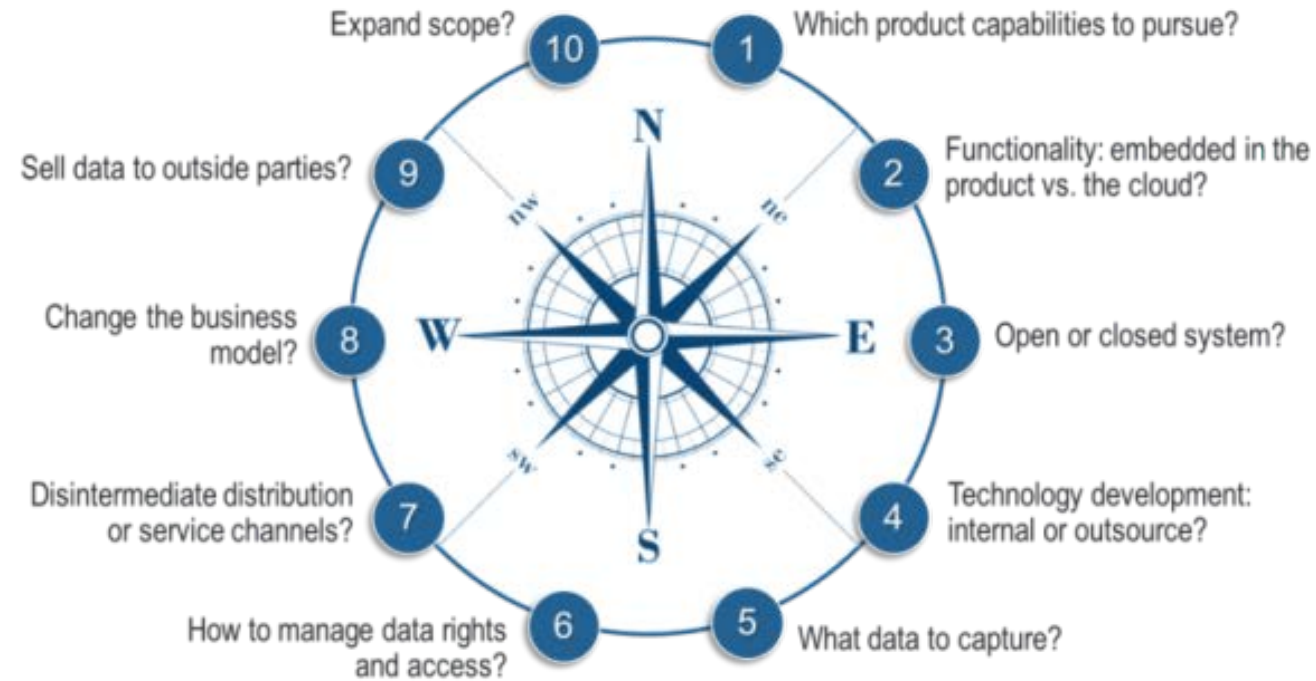 1
Which product capabilities to pursue?
2
Functionality: embedded in the
product vs. the cloud?
3
Open or closed system?
4
Technology development:
internal or outsource?
5
What data to capture?
6
How to manage data rights
and access?
7
Disintermediate distribution
or service channels?
8
Change the business
model?
9
Sell data to outside parties?
10
Expand scope?
N
ne
E
se
S
sw
W
nw